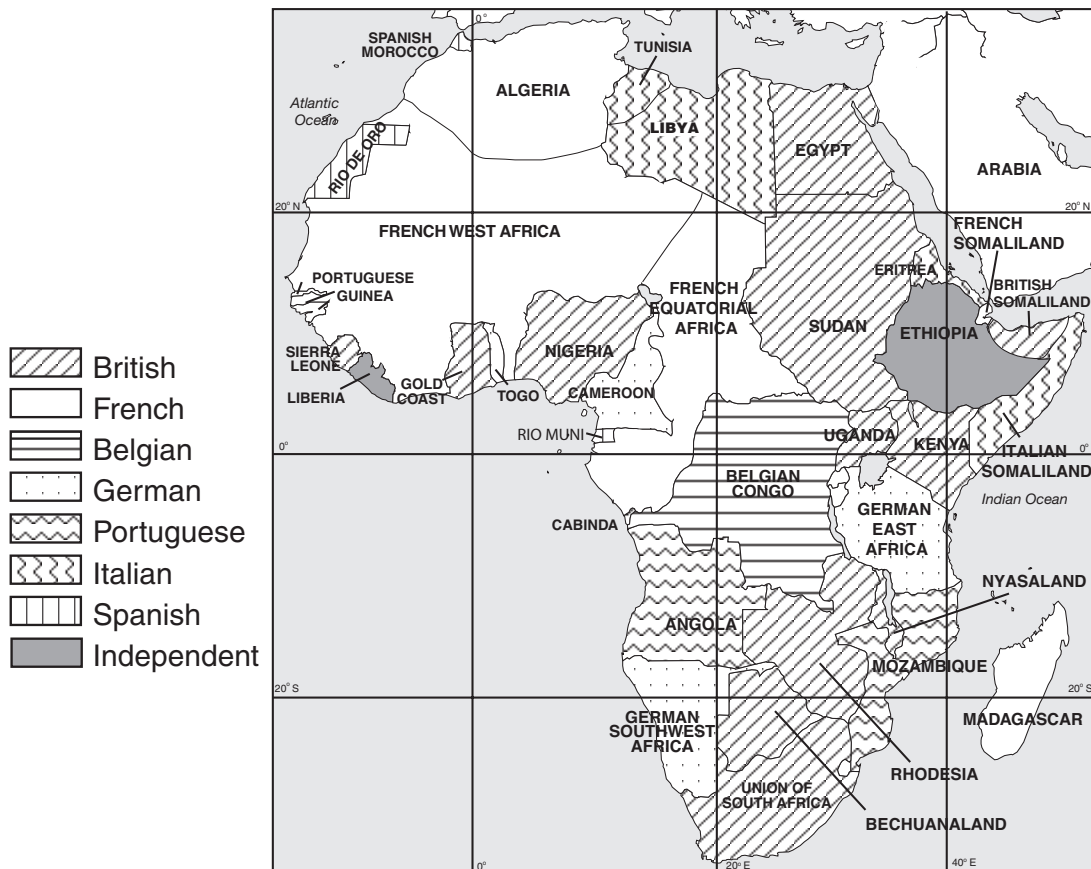 British
French
Belgian
German
Portuguese
Italian
Spanish
Independent
0°
SPANISH
MOROCCO
TUNISIA
ALGERIA
Atlantic
Ocean
LIBYA
EGYPT
RIO DE ORO
ARABIA
20° N
20° N
FRENCH WEST AFRICA
FRENCH
SOMALILAND
ERITREA
PORTUGUESE
GUINEA
FRENCH
EQUATORIAL
AFRICA
BRITISH
SOMALILAND
SUDAN
ETHIOPIA
SIERRA
LEONE
NIGERIA
LIBERIA
GOLD
COAST
TOGO
CAMEROON
RIO MUNI
UGANDA
KENYA
0°
0°
ITALIAN
SOMALILAND
BELGIAN
CONGO
Indian Ocean
CABINDA
GERMAN
EAST
AFRICA
NYASALAND
ANGOLA
MOZAMBIQUE
20° S
20° S
GERMAN
SOUTHWEST
AFRICA
MADAGASCAR
RHODESIA
UNION OF
SOUTH AFRICA
BECHUANALAND
0°
20° E
40° E